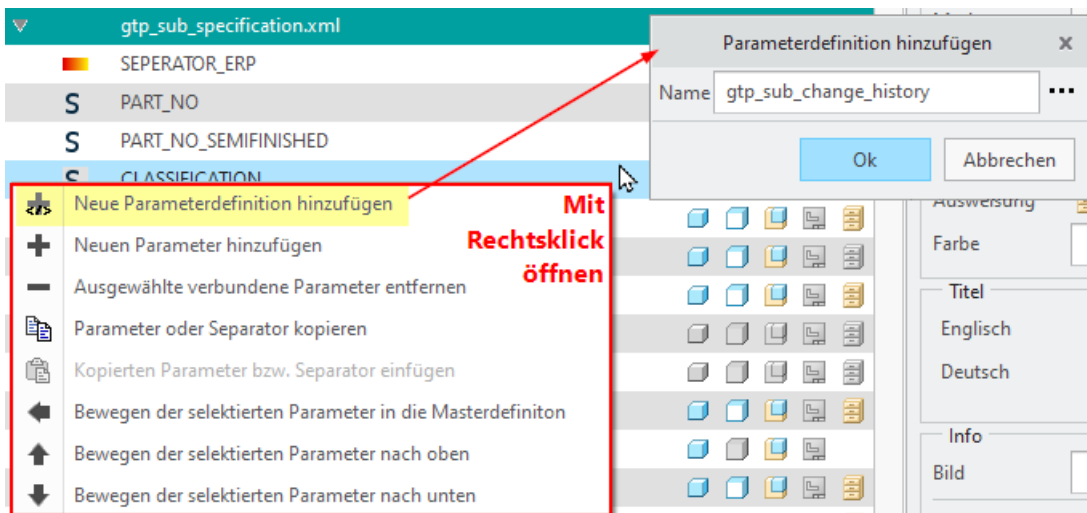 gtp_sub_specification.xml
SEPERATOR_ERP
PART_NO
PART_NO_SEMIFINISHED
CLASSIFICATION
Parameterdefinition hinzufügen
Name gtp_sub_change_history
Ok Abbrechen
Neue Parameterdefinition hinzufügen
Neuen Parameter hinzufügen
Ausgewählte verbundene Parameter entfernen
Parameter oder Separator kopieren
Kopierten Parameter bzw. Separator einfügen
Bewegen der selektierten Parameter in die Masterdefiniton
Bewegen der selektierten Parameter nach oben
Bewegen der selektierten Parameter nach unten
Mit
Rechtsklick
öffnen
Ausweisung
Farbe
Titel
Englisch
Deutsch
Info
Bild